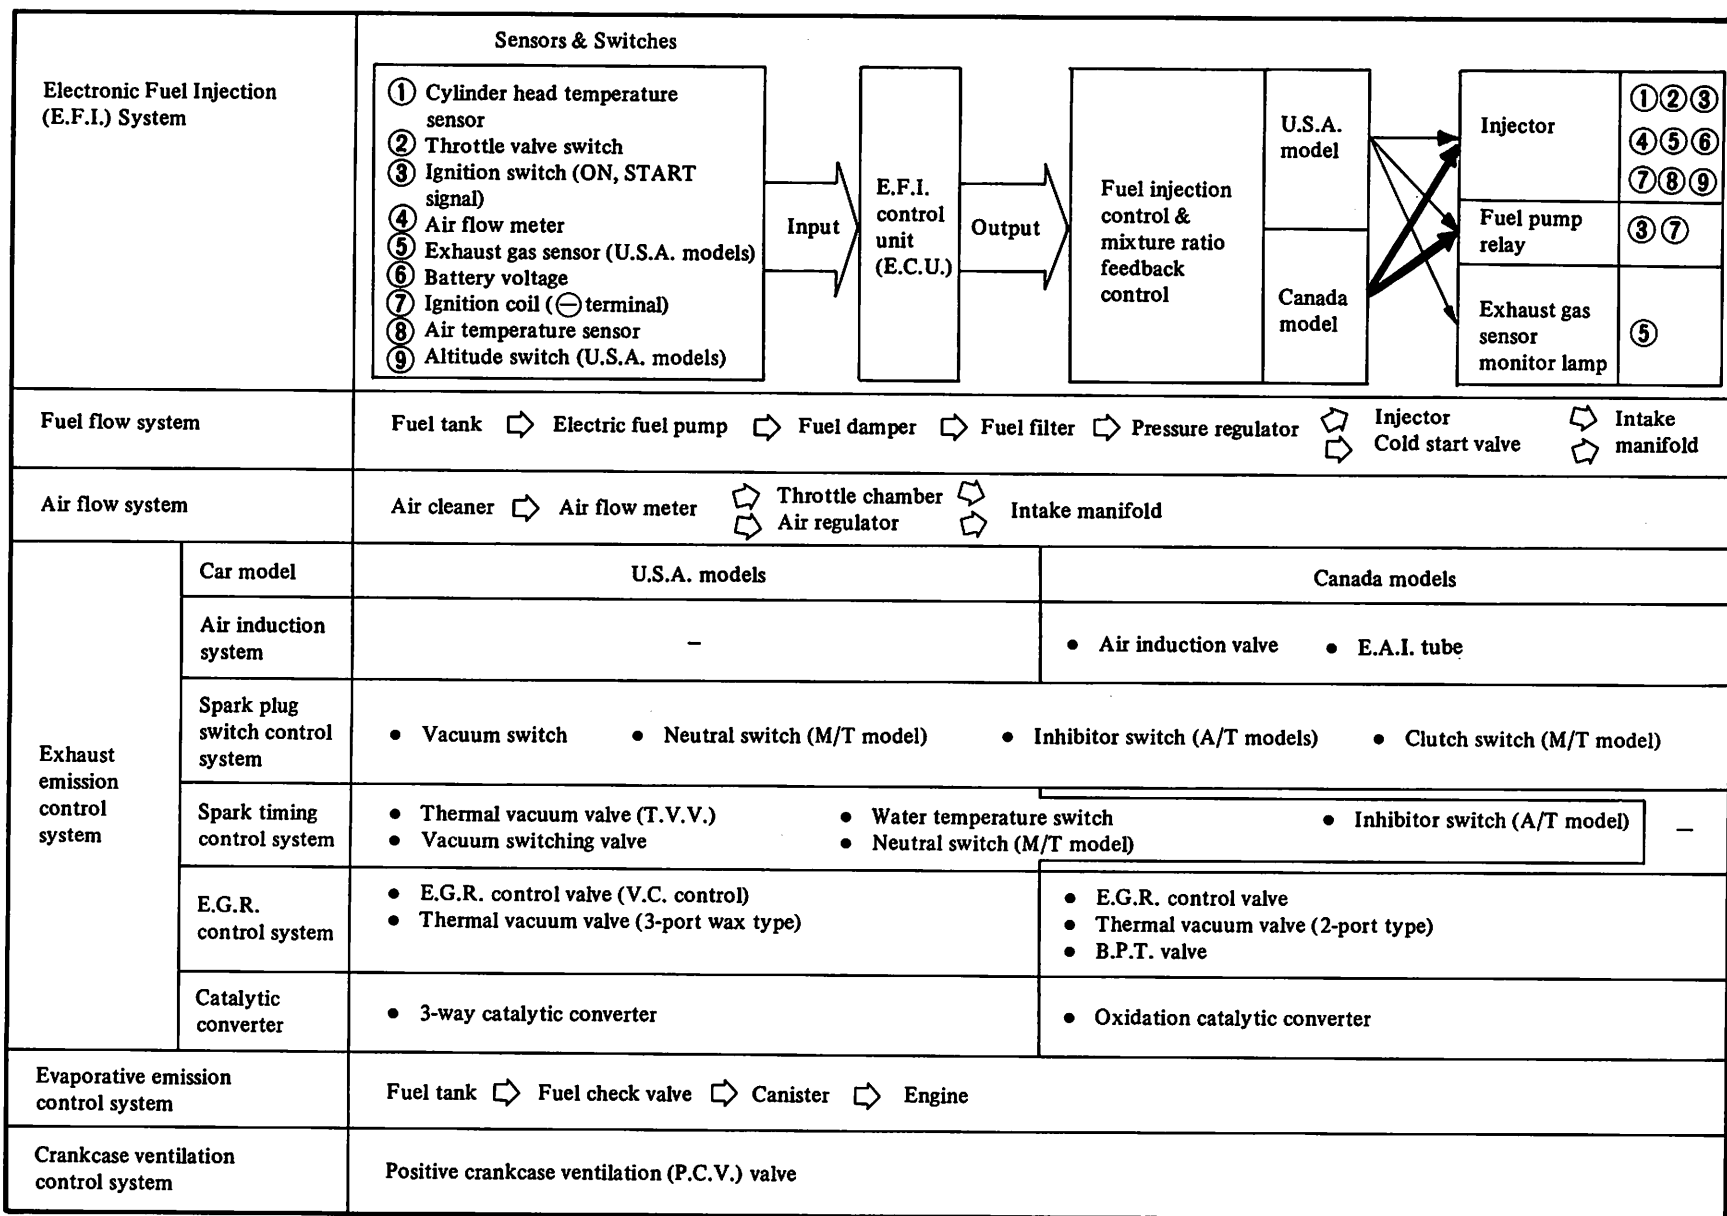 Sensors & Switches
Electronic Fuel Injection
(E.F.I.) System
① Cylinder head temperature
sensor
② Throttle valve switch
③ Ignition switch (ON, START
signal)
④ Air flow meter
⑤ Exhaust gas sensor (U.S.A. models)
⑥ Battery voltage
⑦ Ignition coil (⊖ terminal)
⑧ Air temperature sensor
⑨ Altitude switch (U.S.A. models)
Input
E.F.I.
control
unit
(E.C.U.)
Output
Fuel injection
control &
mixture ratio
feedback
control
U.S.A.
model
Canada
model
Injector
①②③
④⑤⑥
⑦⑧⑨
Fuel pump
relay
③⑦
Exhaust gas
sensor
monitor lamp
⑤
Fuel flow system
Fuel tank ⇨ Electric fuel pump ⇨ Fuel damper ⇨ Fuel filter ⇨ Pressure regulator
Injector
Cold start valve
Intake
manifold
Air flow system
Air cleaner ⇨ Air flow meter
Throttle chamber
Air regulator
Intake manifold
Exhaust
emission
control
system
Car model
U.S.A. models
Canada models
Air induction
system
–
• Air induction valve • E.A.I. tube
Spark plug
switch control
system
• Vacuum switch • Neutral switch (M/T model) • Inhibitor switch (A/T models) • Clutch switch (M/T model)
Spark timing
control system
• Thermal vacuum valve (T.V.V.) • Water temperature switch • Inhibitor switch (A/T model)
• Vacuum switching valve • Neutral switch (M/T model)
–
E.G.R.
control system
• E.G.R. control valve (V.C. control)
• Thermal vacuum valve (3-port wax type)
• E.G.R. control valve
• Thermal vacuum valve (2-port type)
• B.P.T. valve
Catalytic
converter
• 3-way catalytic converter
• Oxidation catalytic converter
Evaporative emission
control system
Fuel tank ⇨ Fuel check valve ⇨ Canister ⇨ Engine
Crankcase ventilation
control system
Positive crankcase ventilation (P.C.V.) valve